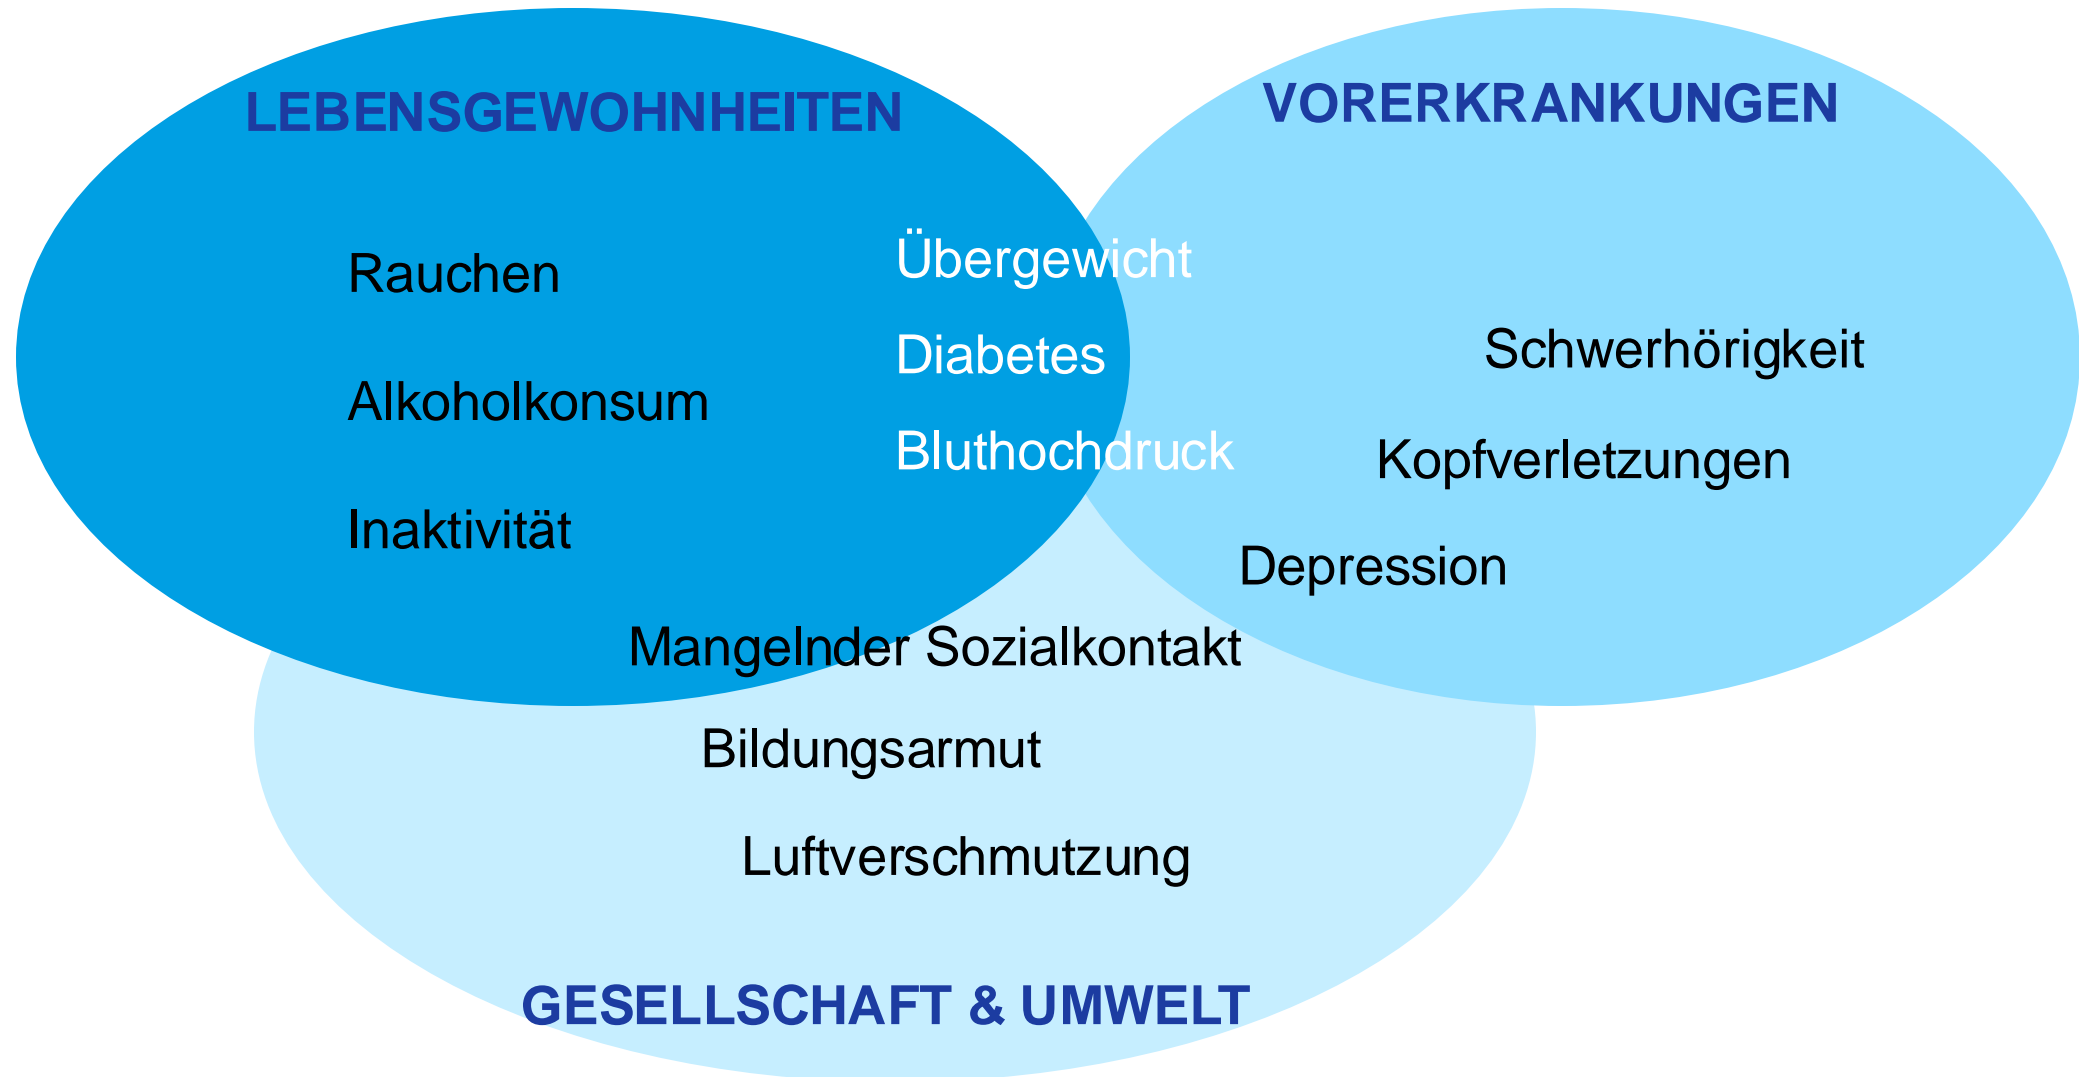 LEBENSGEWOHNHEITEN
Rauchen
Alkoholkonsum
Inaktivität
Übergewicht
Diabetes
Bluthochdruck
VORERKRANKUNGEN
Schwerhörigkeit
Kopfverletzungen
Depression
Mangelnder Sozialkontakt
Bildungsarmut
Luftverschmutzung
GESELLSCHAFT & UMWELT